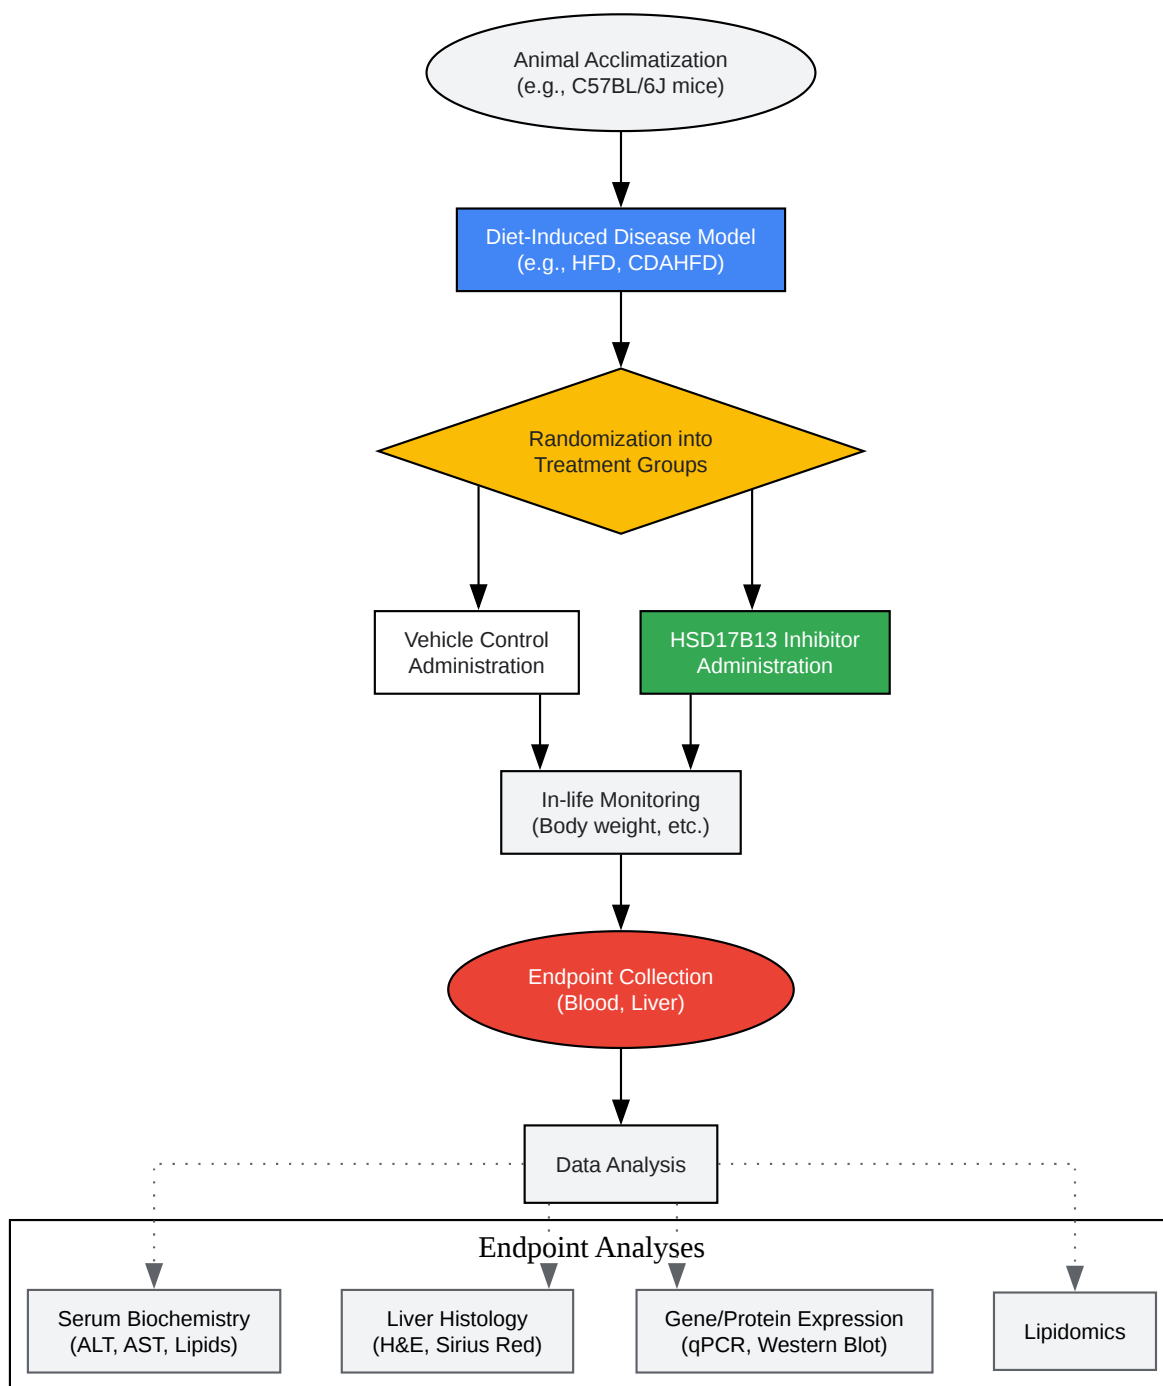 Animal Acclimatization
(e.g., C57BL/6J mice)
Diet-Induced Disease Model
(e.g., HFD, CDAHFD)
Randomization into
Treatment Groups
Vehicle Control
Administration
HSD17B13 Inhibitor
Administration
In-life Monitoring
(Body weight, etc.)
Endpoint Collection
(Blood, Liver)
Data Analysis
Endpoint Analyses
Serum Biochemistry
(ALT, AST, Lipids)
Liver Histology
(H&E, Sirius Red)
Gene/Protein Expression
(qPCR, Western Blot)
Lipidomics